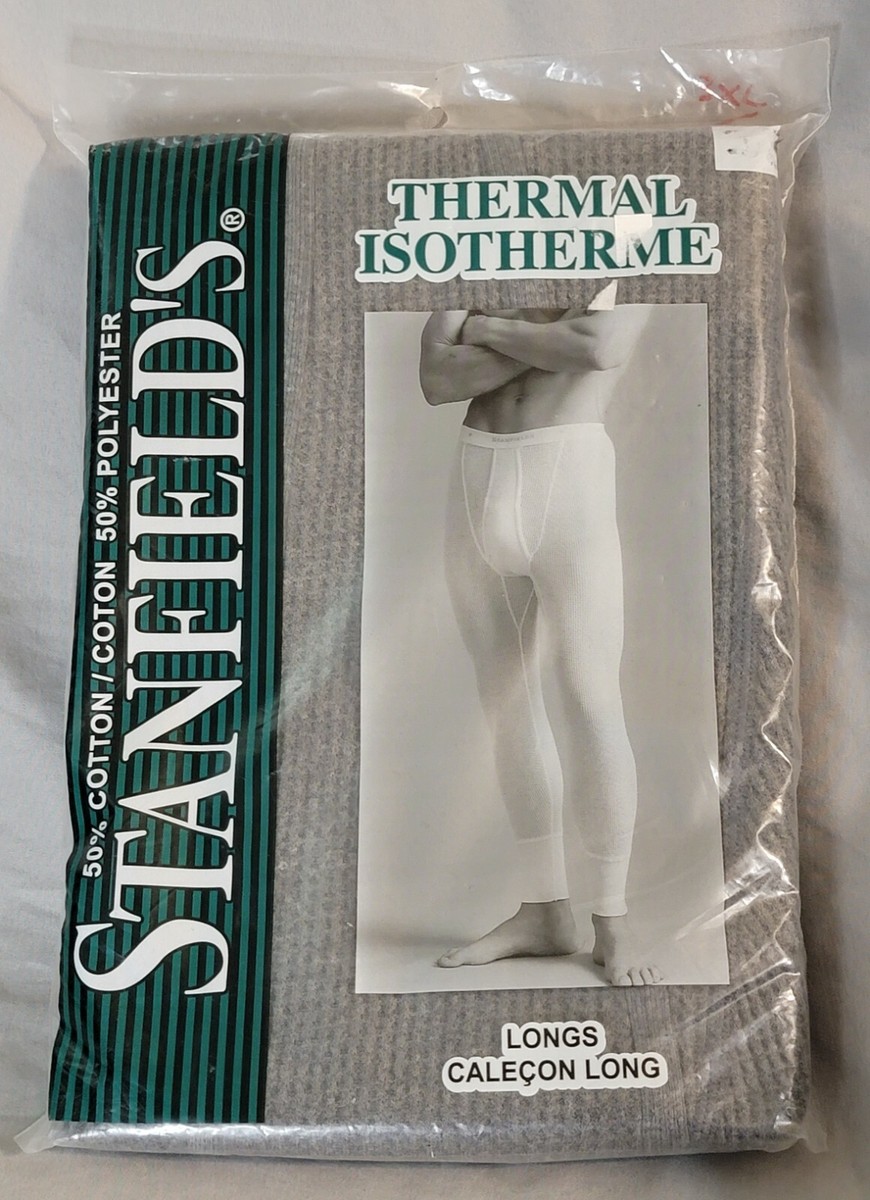 THERMAL
ISOTHERME
STANFIELD'S®
50% COTTON / COTON 50% POLYESTER
LONGS
CALEÇON LONG